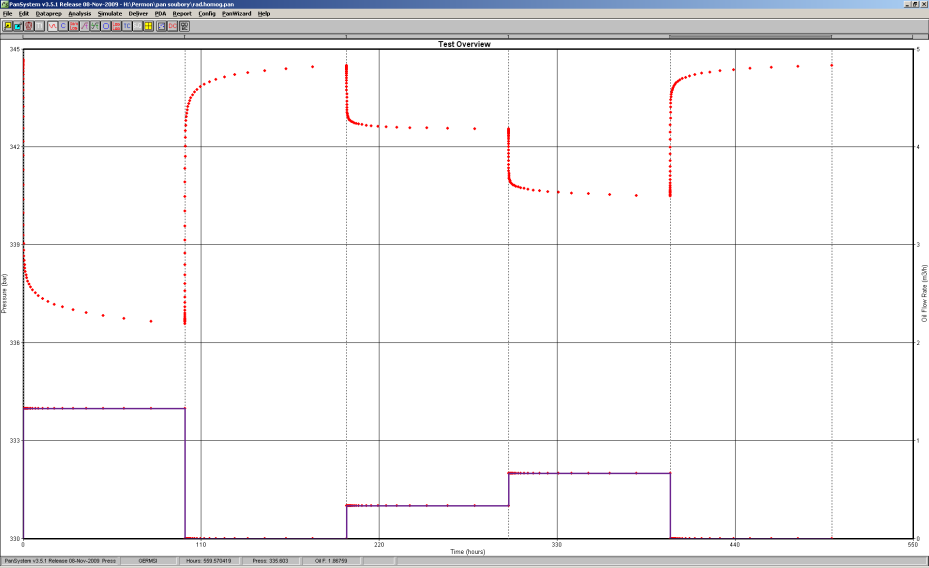 PanSystem v3.5.1 Release 08-Nov-2009 - H:\Permon\pan soubory\rad.homog.pan
File Edit Dataprep Analysis Simulate Deliver PDA Report Config PanWizard Help
Test Overview
345
342
339
336
333
330
Pressure (bar)
5
4
3
2
1
0
Oil Flow Rate (m3/h)
0 110 220 330 440 550
Time (hours)
PanSystem v3.5.1 Release 08-Nov-2009 Press GERMSI Hours: 559.570419 Press: 335.603 Oil F: 1.86759